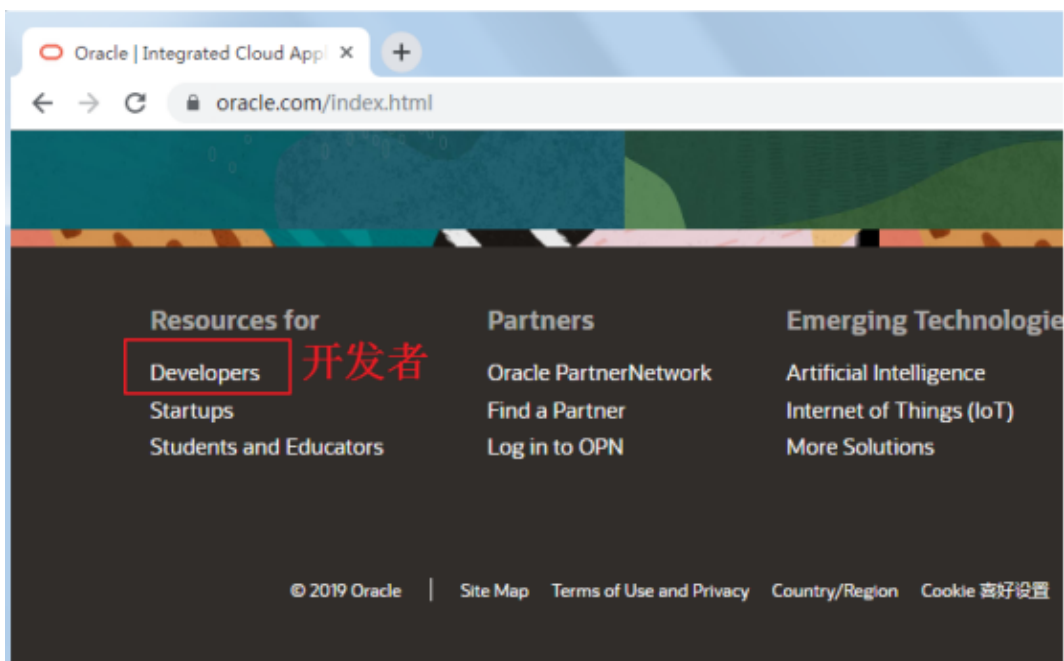 Oracle | Integrated Cloud App
oracle.com/index.html
Resources for
Developers
开发者
Startups
Students and Educators
Partners
Oracle PartnerNetwork
Find a Partner
Log in to OPN
Emerging Technologie
Artificial Intelligence
Internet of Things (IoT)
More Solutions
© 2019 Oracle | Site Map Terms of Use and Privacy Country/Region Cookie 喜好设置